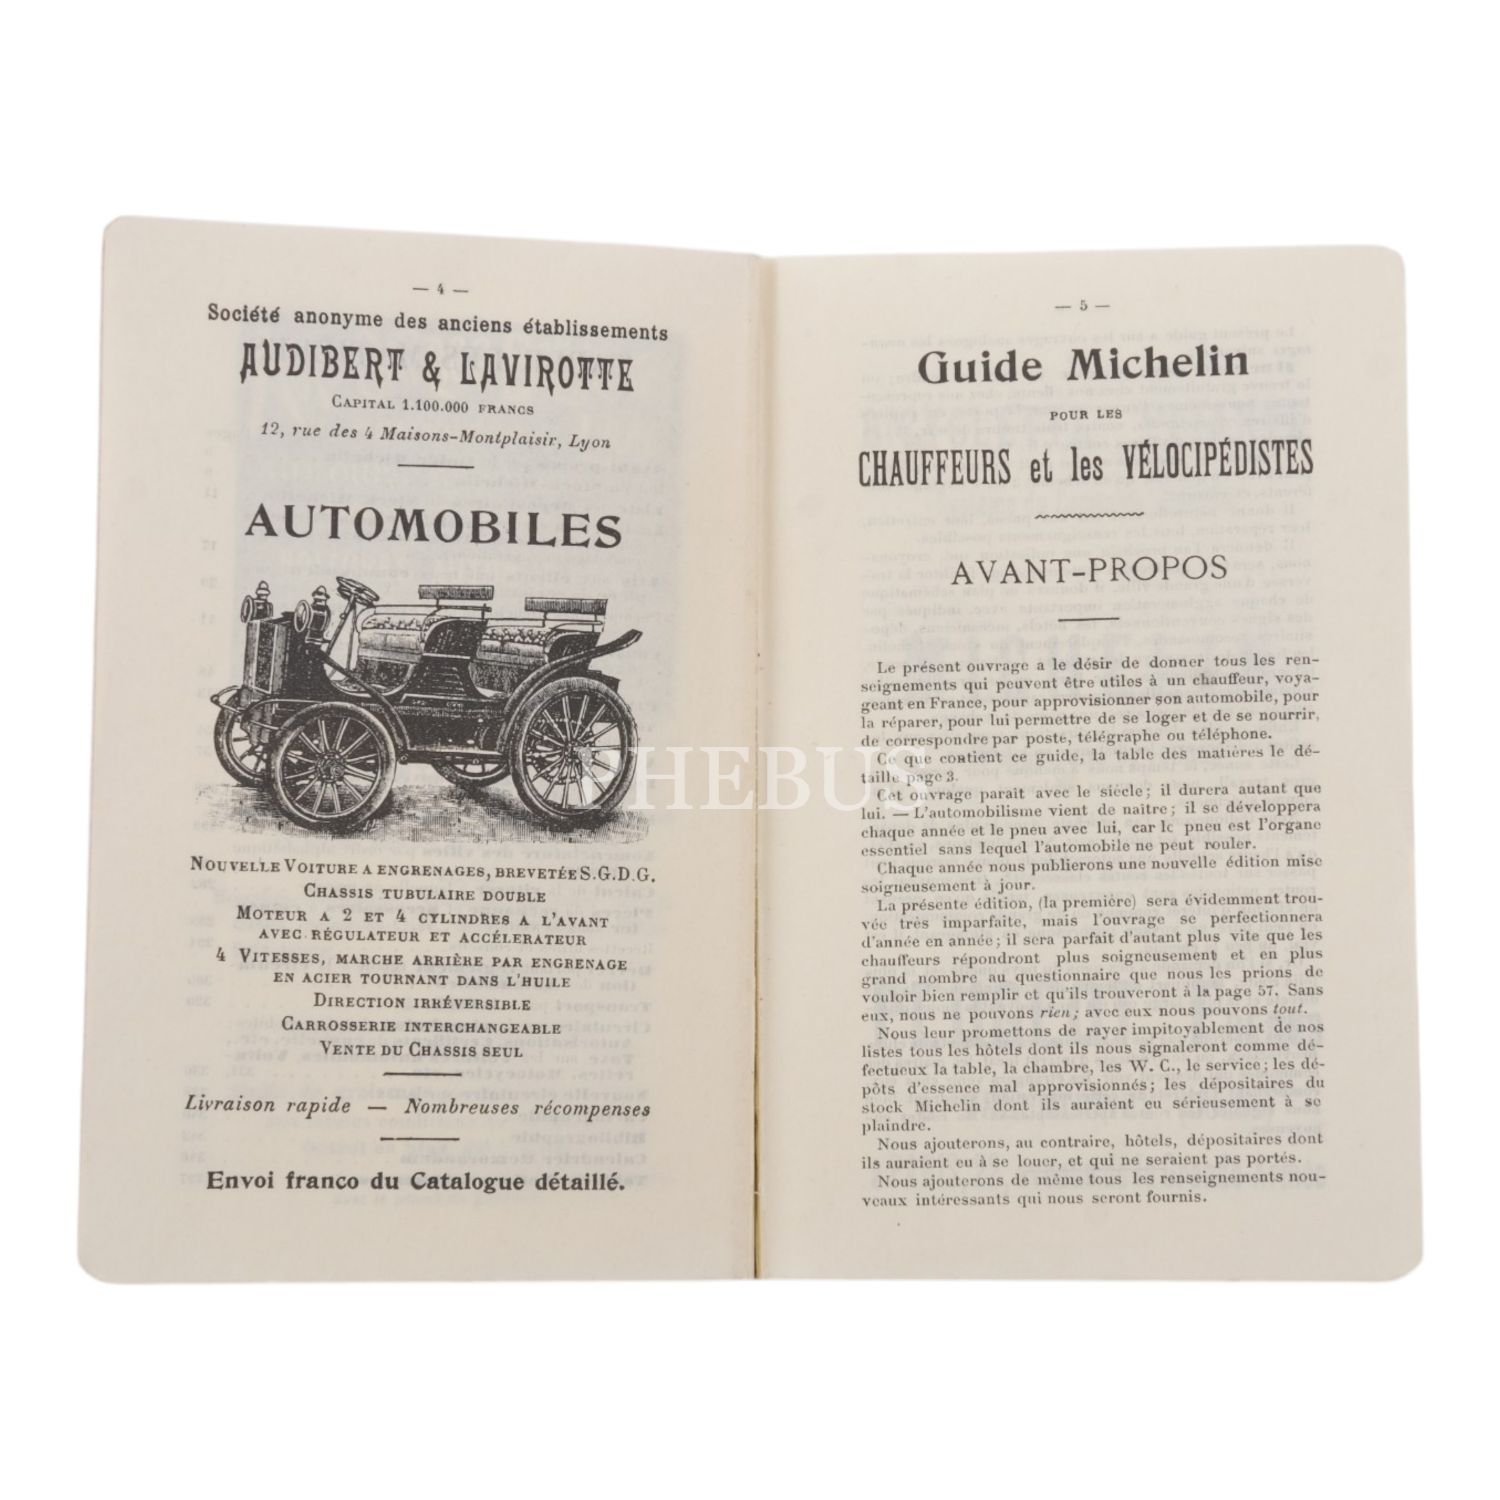 — 4 —
Société anonyme des anciens établissements
AUDIBERT & LAVIROTTE
CAPITAL 1.100.000 FRANCS
12, rue des 4 Maisons-Montplaisir, Lyon
AUTOMOBILES
NOUVELLE VOITURE A ENGRENAGES, BREVETÉE S.G.D.G.
CHASSIS TUBULAIRE DOUBLE
MOTEUR A 2 ET 4 CYLINDRES A L'AVANT
AVEC RÉGULATEUR ET ACCÉLERATEUR
4 VITESSES, MARCHE ARRIÈRE PAR ENGRENAGE
EN ACIER TOURNANT DANS L'HUILE
DIRECTION IRRÉVERSIBLE
CARROSSERIE INTERCHANGEABLE
VENTE DU CHASSIS SEUL
Livraison rapide — Nombreuses récompenses
Envoi franco du Catalogue détaillé.
— 5 —
Guide Michelin
POUR LES
CHAUFFEURS et les VÉLOCIPÉDISTES
AVANT-PROPOS
Le présent ouvrage a le désir de donner tous les ren-
seignements qui peuvent être utiles à un chauffeur, voya-
geant en France, pour approvisionner son automobile, pour
la réparer, pour lui permettre de se loger et de se nourrir,
de correspondre par poste, télégraphe ou téléphone.
Ce que contient ce guide, la table des matières le dé-
taille page 3.
Cet ouvrage paraît avec le siècle ; il durera autant que
lui. — L'automobilisme vient de naître ; il se développera
chaque année et le pneu avec lui, car le pneu est l'organe
essentiel sans lequel l'automobile ne peut rouler.
Chaque année nous publierons une nouvelle édition mise
soigneusement à jour.
La présente édition, (la première) sera évidemment trou-
vée très imparfaite, mais l'ouvrage se perfectionnera
d'année en année ; il sera parfait d'autant plus vite que les
chauffeurs répondront plus soigneusement et en plus
grand nombre au questionnaire que nous les prions de
vouloir bien remplir et qu'ils trouveront à la page 57. Sans
eux, nous ne pouvons rien ; avec eux nous pouvons tout.
Nous leur promettons de rayer impitoyablement de nos
listes tous les hôtels dont ils nous signaleront comme dé-
fectueux la table, la chambre, les W. C., le service ; les dé-
pôts d'essence mal approvisionnés ; les dépositaires du
stock Michelin dont ils auraient eu sérieusement à se
plaindre.
Nous ajouterons, au contraire, hôtels, dépositaires dont
ils auraient eu à se louer, et qui ne seraient pas portés.
Nous ajouterons de même tous les renseignements nou-
veaux intéressants qui nous seront fournis.
PHEBUS